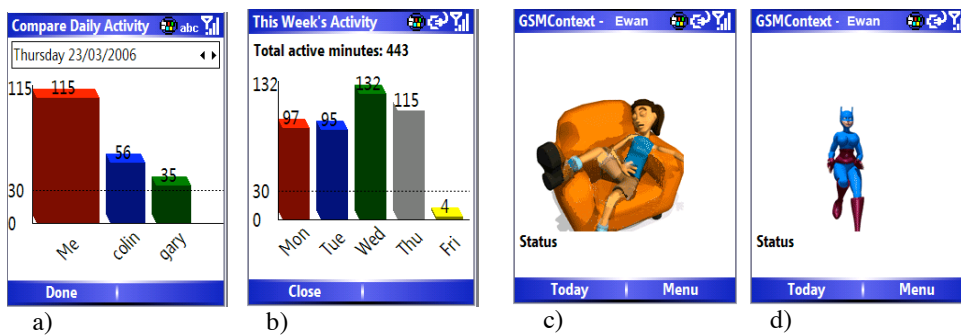 Compare Daily Activity abc
Thursday 23/03/2006
115
115
56
35
30
0
Me
colin
gary
Done
a)
This Week's Activity
Total active minutes: 443
132
132
97
95
115
30
4
0
Mon
Tue
Wed
Thu
Fri
Close
b)
GSMContext - Ewan
Status
Today Menu
c)
GSMContext - Ewan
Status
Today Menu
d)